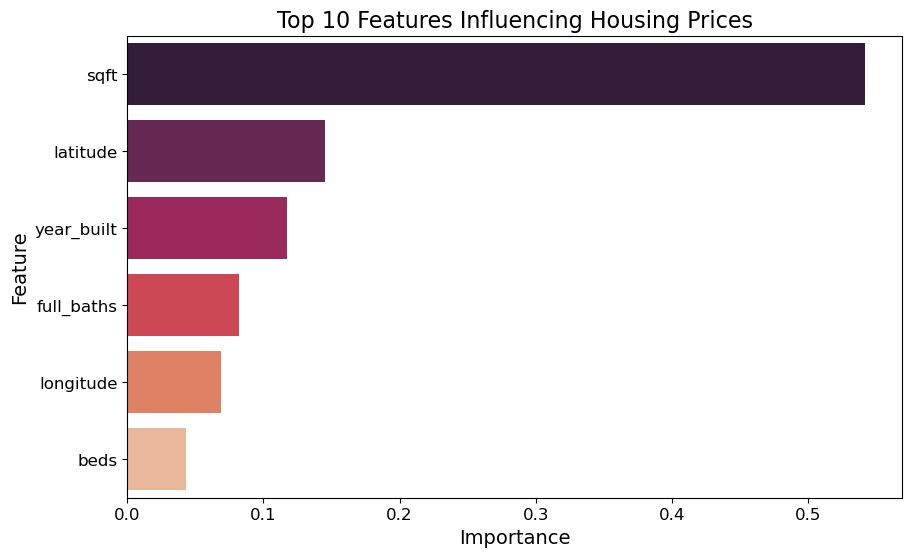 Top 10 Features Influencing Housing Prices
Feature
sqft
latitude
year_built
full_baths
longitude
beds
0.0 0.1 0.2 0.3 0.4 0.5
Importance